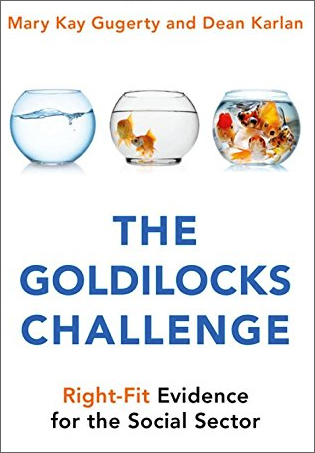 Mary Kay Gugerty and Dean Karlan
THE
GOLDILOCKS
CHALLENGE
Right-Fit Evidence
for the Social Sector